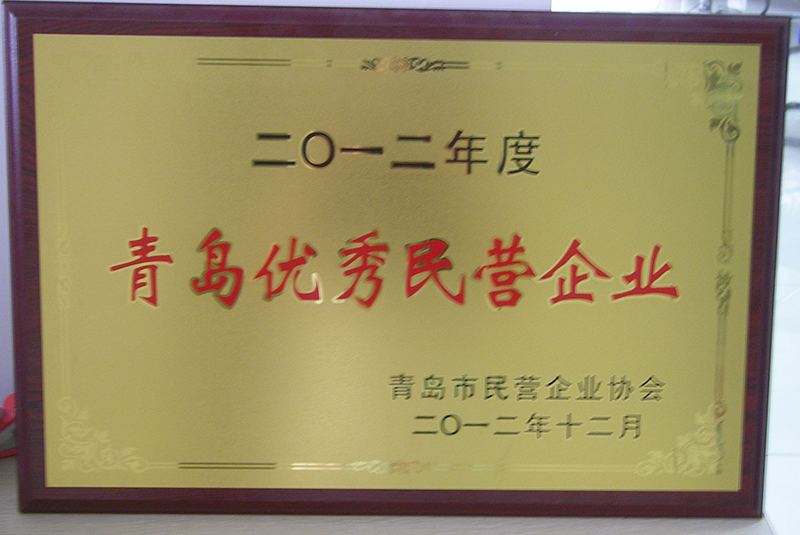 二〇一二年度
青岛优秀民营企业
青岛市民营企业协会
二〇一二年十二月